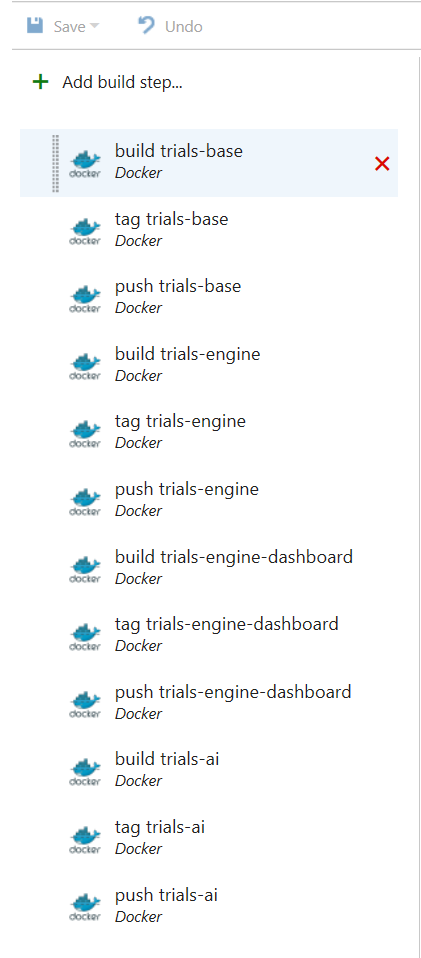 Save Undo
Add build step...
build trials-base
docker Docker
tag trials-base
docker Docker
push trials-base
docker Docker
build trials-engine
docker Docker
tag trials-engine
docker Docker
push trials-engine
docker Docker
build trials-engine-dashboard
docker Docker
tag trials-engine-dashboard
docker Docker
push trials-engine-dashboard
docker Docker
build trials-ai
docker Docker
tag trials-ai
docker Docker
push trials-ai
docker Docker